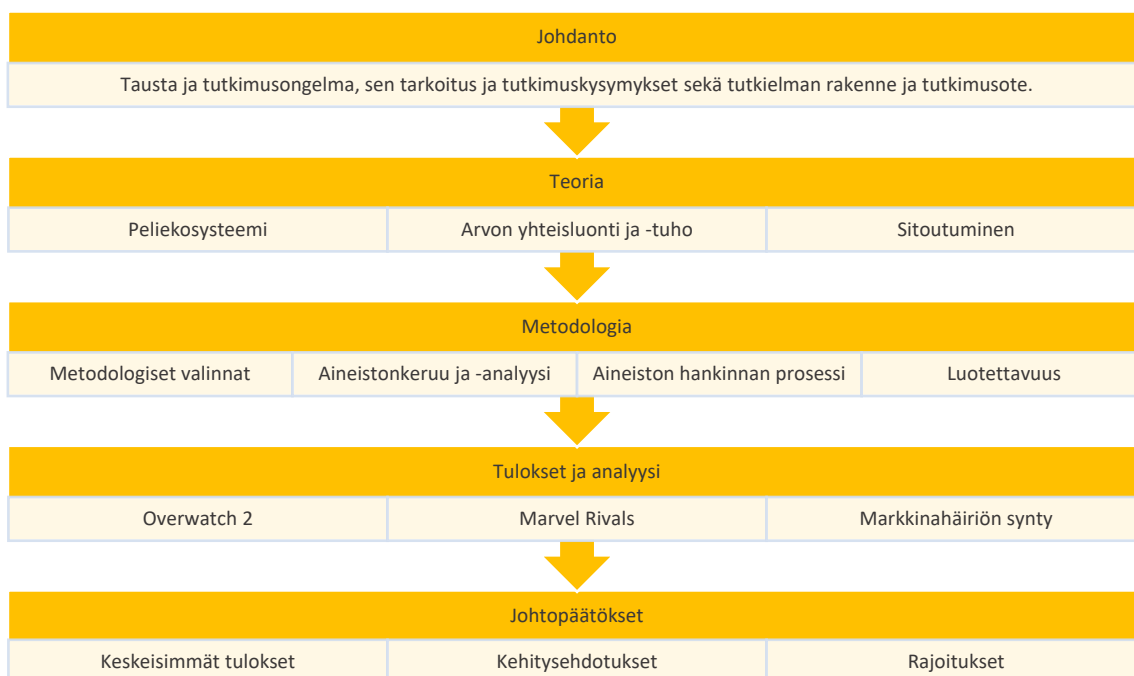 Johdanto
Tausta ja tutkimusongelma, sen tarkoitus ja tutkimuskysymykset sekä tutkielman rakenne ja tutkimusote.
Teoria
Peliekosysteemi
Arvon yhteisluonti ja -tuho
Sitoutuminen
Metodologia
Metodologiset valinnat
Aineistonkeruu ja -analyysi
Aineiston hankinnan prosessi
Luotettavuus
Tulokset ja analyysi
Overwatch 2
Marvel Rivals
Markkinahäiriön synty
Johtopäätökset
Keskeisimmät tulokset
Kehitysehdotukset
Rajoitukset